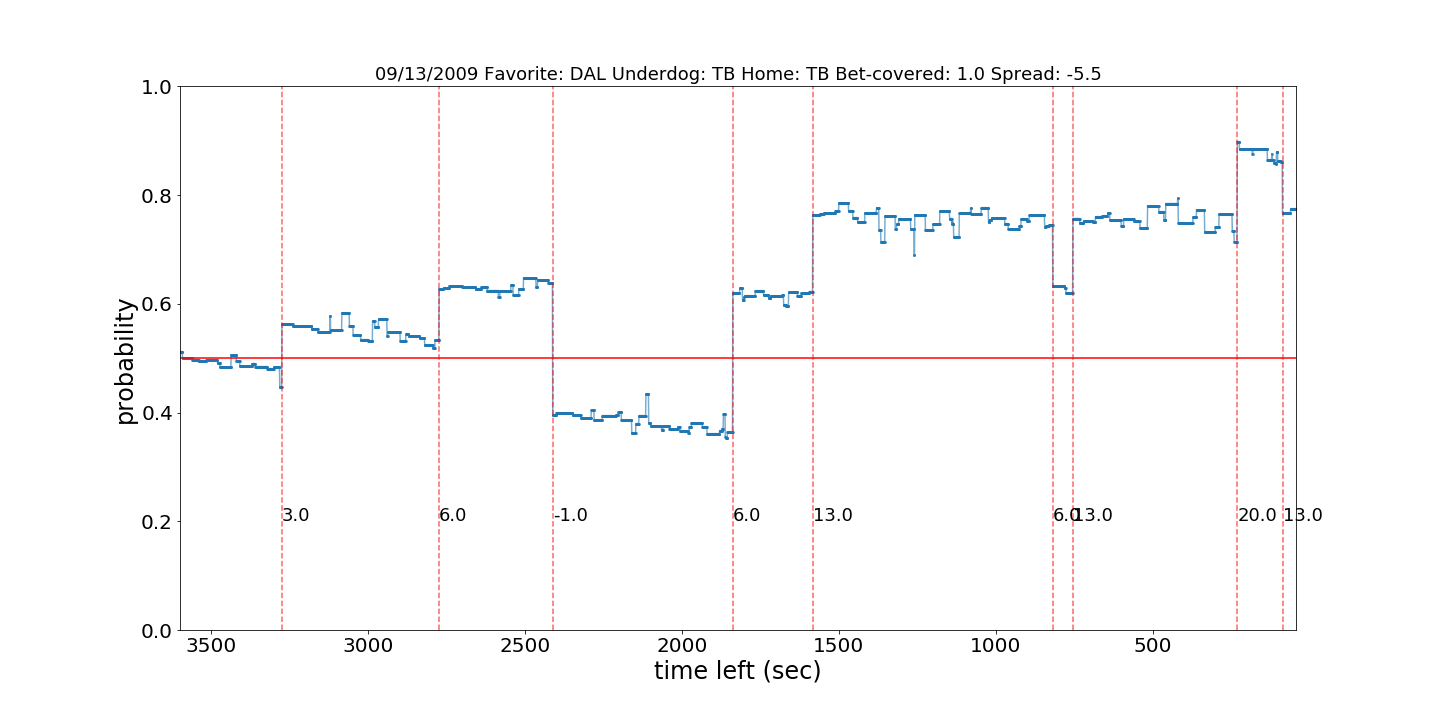 09/13/2009 Favorite: DAL Underdog: TB Home: TB Bet-covered: 1.0 Spread: -5.5
1.0
0.8
0.6
0.4
0.2
0.0
probability
3.0 6.0 -1.0 6.0 13.0 6.0 13.0 20.0 13.0
3500 3000 2500 2000 1500 1000 500
time left (sec)